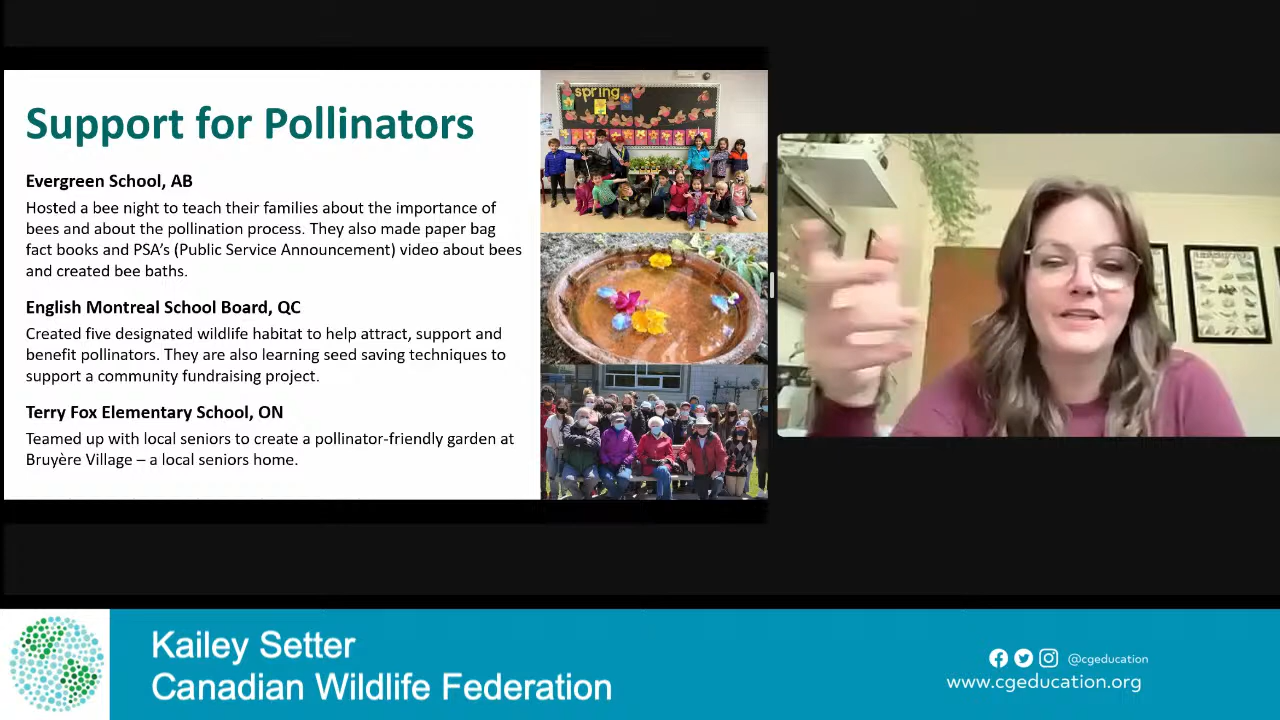 Support for Pollinators
Evergreen School, AB
Hosted a bee night to teach their families about the importance of
bees and about the pollination process. They also made paper bag
fact books and PSA's (Public Service Announcement) video about bees
and created bee baths.
English Montreal School Board, QC
Created five designated wildlife habitat to help attract, support and
benefit pollinators. They are also learning seed saving techniques to
support a community fundraising project.
Terry Fox Elementary School, ON
Teamed up with local seniors to create a pollinator-friendly garden at
Bruyère Village – a local seniors home.
spring
Kailey Setter
Canadian Wildlife Federation
@cgeducation
www.cgeducation.org